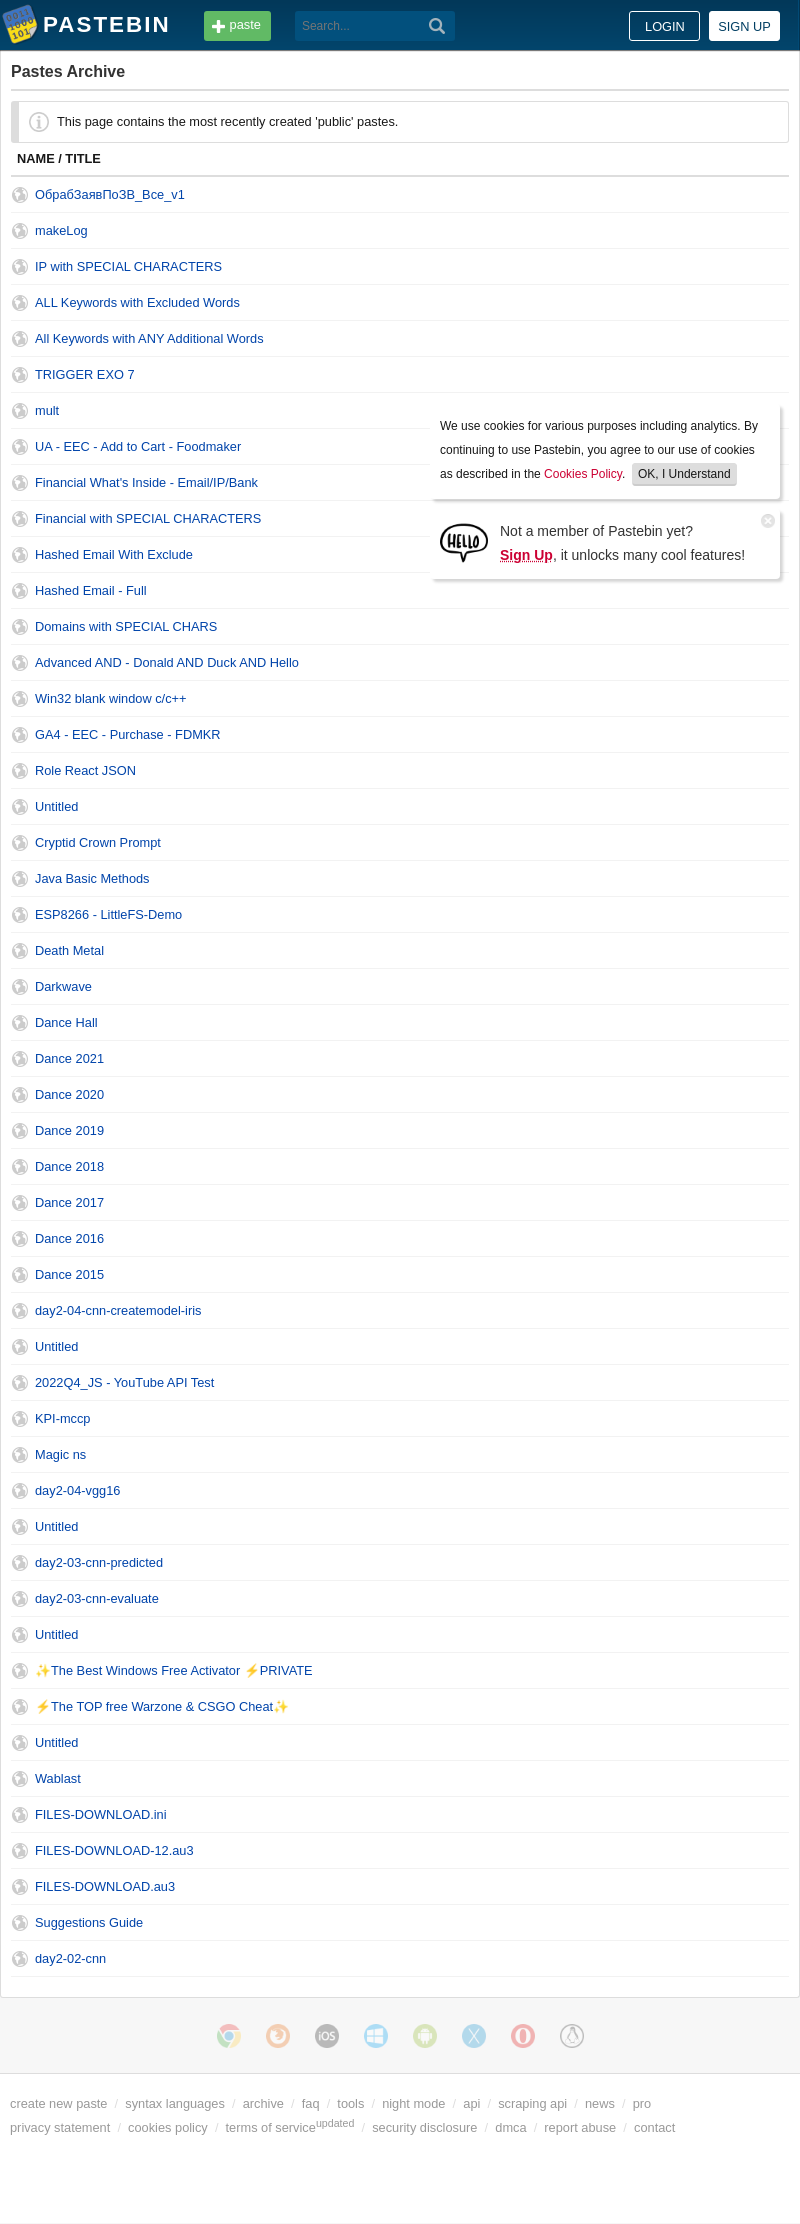 PASTEBIN paste Search... LOGIN SIGN UP
Pastes Archive
This page contains the most recently created 'public' pastes.
NAME / TITLE
ОбрабЗаявПоЗВ_Все_v1
makeLog
IP with SPECIAL CHARACTERS
ALL Keywords with Excluded Words
All Keywords with ANY Additional Words
TRIGGER EXO 7
mult
UA - EEC - Add to Cart - Foodmaker
Financial What's Inside - Email/IP/Bank
Financial with SPECIAL CHARACTERS
Hashed Email With Exclude
Hashed Email - Full
We use cookies for various purposes including analytics. By
continuing to use Pastebin, you agree to our use of cookies
as described in the Cookies Policy. OK, I Understand
HELLO
Not a member of Pastebin yet?
Sign Up, it unlocks many cool features!
Domains with SPECIAL CHARS
Advanced AND - Donald AND Duck AND Hello
Win32 blank window c/c++
GA4 - EEC - Purchase - FDMKR
Role React JSON
Untitled
Cryptid Crown Prompt
Java Basic Methods
ESP8266 - LittleFS-Demo
Death Metal
Darkwave
Dance Hall
Dance 2021
Dance 2020
Dance 2019
Dance 2018
Dance 2017
Dance 2016
Dance 2015
day2-04-cnn-createmodel-iris
Untitled
2022Q4_JS - YouTube API Test
KPI-mccp
Magic ns
day2-04-vgg16
Untitled
day2-03-cnn-predicted
day2-03-cnn-evaluate
Untitled
✨The Best Windows Free Activator ⚡PRIVATE
⚡The TOP free Warzone & CSGO Cheat✨
Untitled
Wablast
FILES-DOWNLOAD.ini
FILES-DOWNLOAD-12.au3
FILES-DOWNLOAD.au3
Suggestions Guide
day2-02-cnn
iOS
create new paste / syntax languages / archive / faq / tools / night mode / api / scraping api / news / pro
privacy statement / cookies policy / terms of service updated / security disclosure / dmca / report abuse / contact